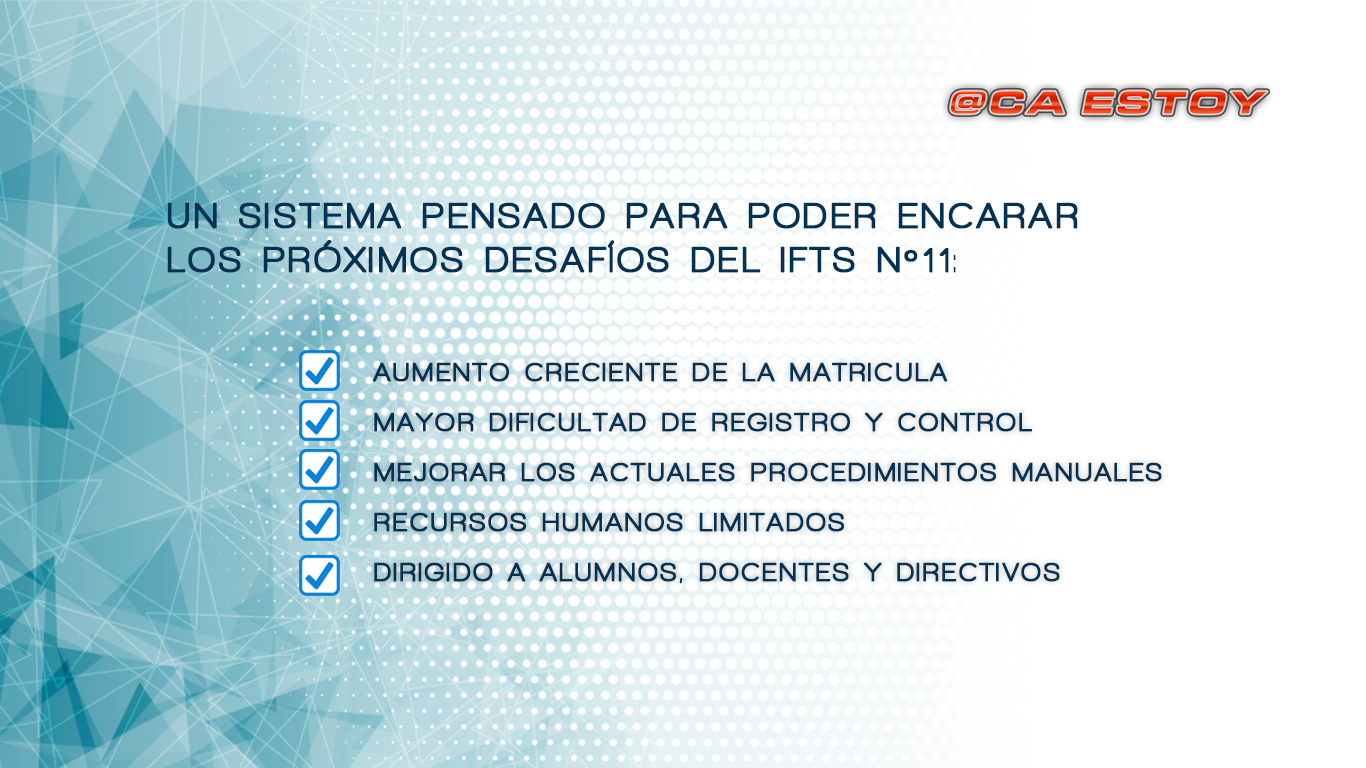 @CA ESTOY
UN SISTEMA PENSADO PARA PODER ENCARAR
LOS PRÓXIMOS DESAFÍOS DEL IFTS Nº11:
AUMENTO CRECIENTE DE LA MATRICULA
MAYOR DIFICULTAD DE REGISTRO Y CONTROL
MEJORAR LOS ACTUALES PROCEDIMIENTOS MANUALES
RECURSOS HUMANOS LIMITADOS
DIRIGIDO A ALUMNOS, DOCENTES Y DIRECTIVOS